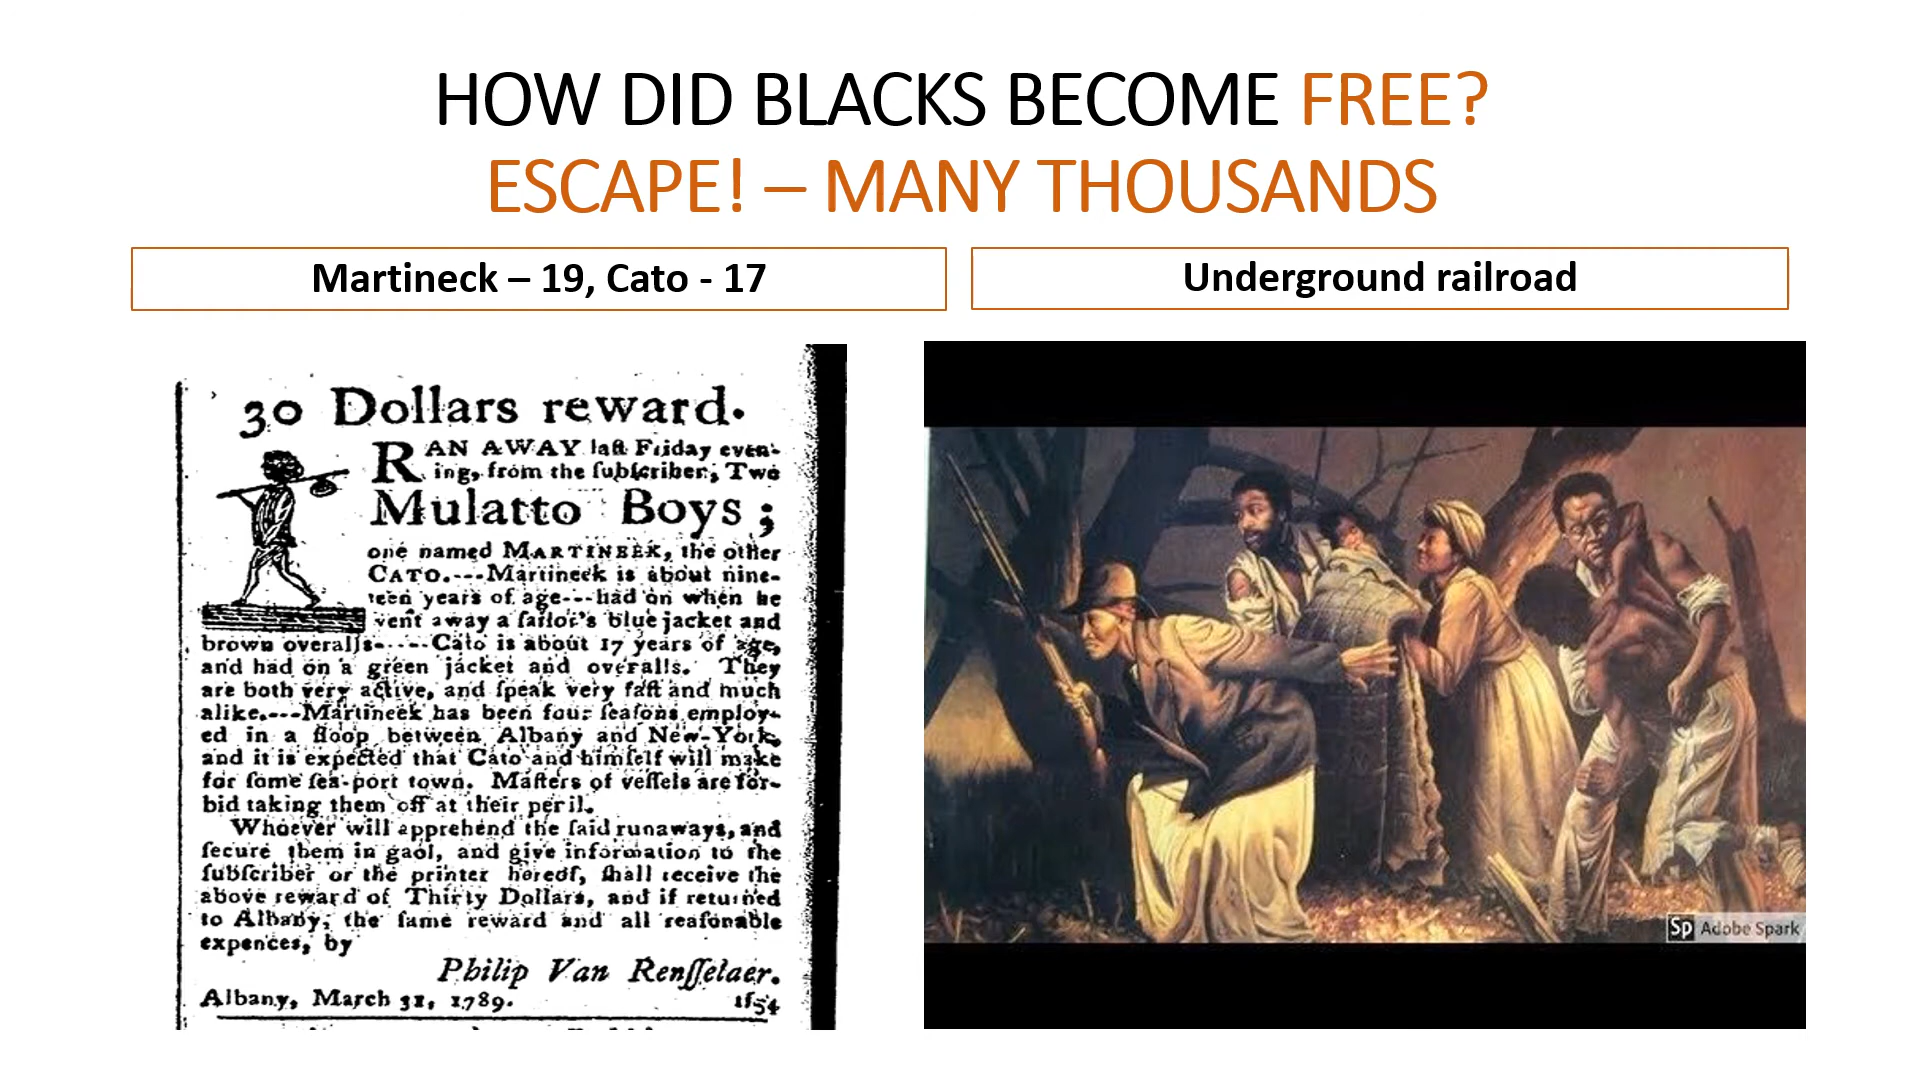 HOW DID BLACKS BECOME FREE?
ESCAPE! – MANY THOUSANDS
Martineck – 19, Cato - 17
Underground railroad
30 Dollars reward.
RAN AWAY laſt Friday even-
ing, from the ſubſcriber, Two
Mulatto Boys;
one named MARTINEEK, the other
CATO.---Martineek is about nine-
teen years of age---had on when he
went away a ſailor's blue jacket and
brown overalls-----Cato is about 17 years of age,
and had on a green jacket and overalls. They
are both very active, and ſpeak very faſt and much
alike.---Martineek has been four ſeaſons employ-
ed in a ſloop between Albany and New-York,
and it is expected that Cato and himſelf will make
for ſome ſea-port town. Maſters of veſſels are for-
bid taking them off at their peril.
Whoever will apprehend the ſaid runaways, and
ſecure them in gaol, and give information to the
ſubſcriber or the printer hereof, ſhall receive the
above reward of Thirty Dollars, and if returned
to Albany, the ſame reward and all reaſonable
expences, by
Philip Van Renſſelaer.
Albany, March 31, 1789.
Sp Adobe Spark